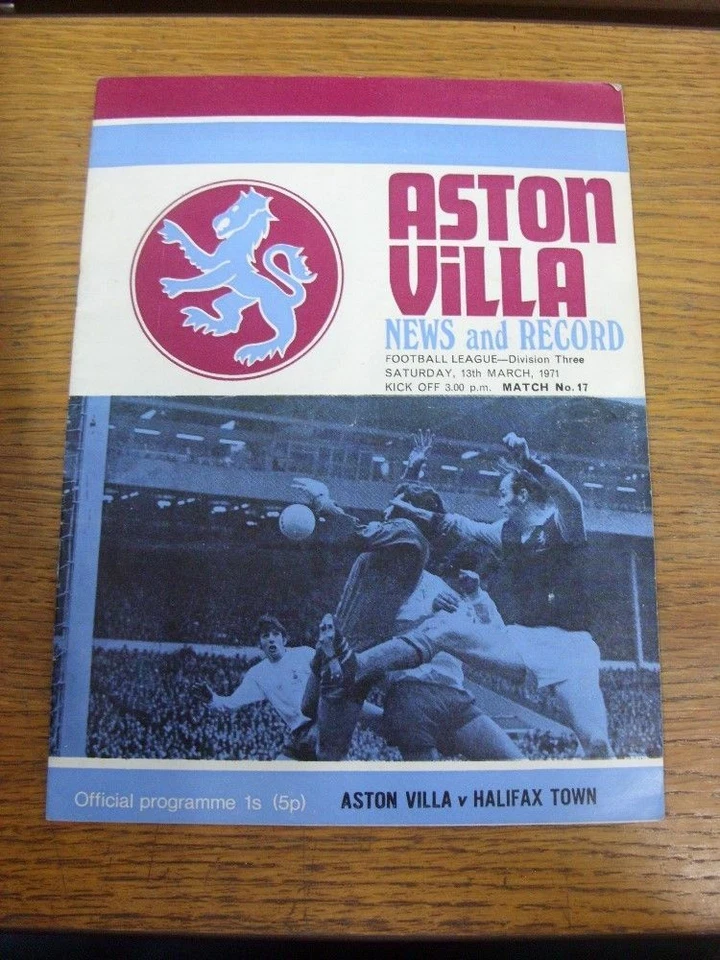 ASTON
ViLLA
NEWS and RECORD
FOOTBALL LEAGUE—Division Three
SATURDAY, 13th MARCH, 1971
KICK OFF 3.00 p.m. MATCH No. 17
Official programme 1s (5p) ASTON VILLA v HALIFAX TOWN